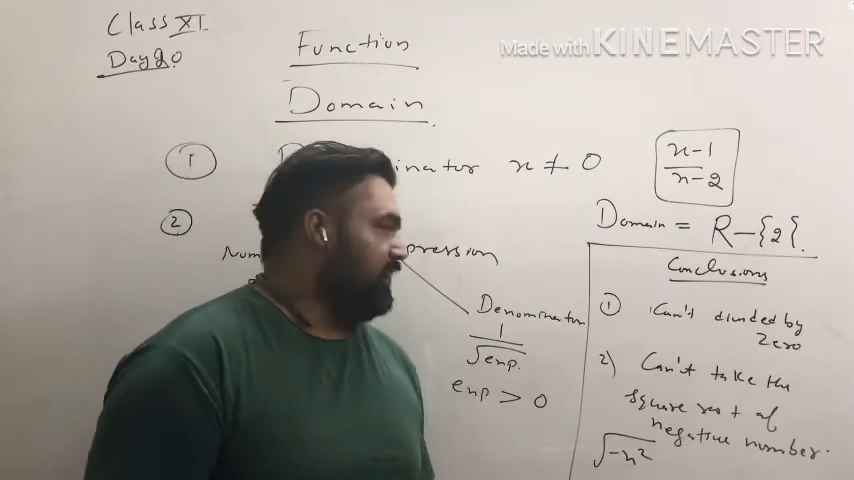 Class XI.
Day 20
Function
Domain
1 inator x ≠ 0
2
Num pression
Denominator
1
√exp.
exp > 0
x-1
x-2
Domain = R-{2}.
Conclusions
1 Can't divided by
Zero
2) Can't take the
square root of
negative number.
√-x²
Made with KINEMASTER